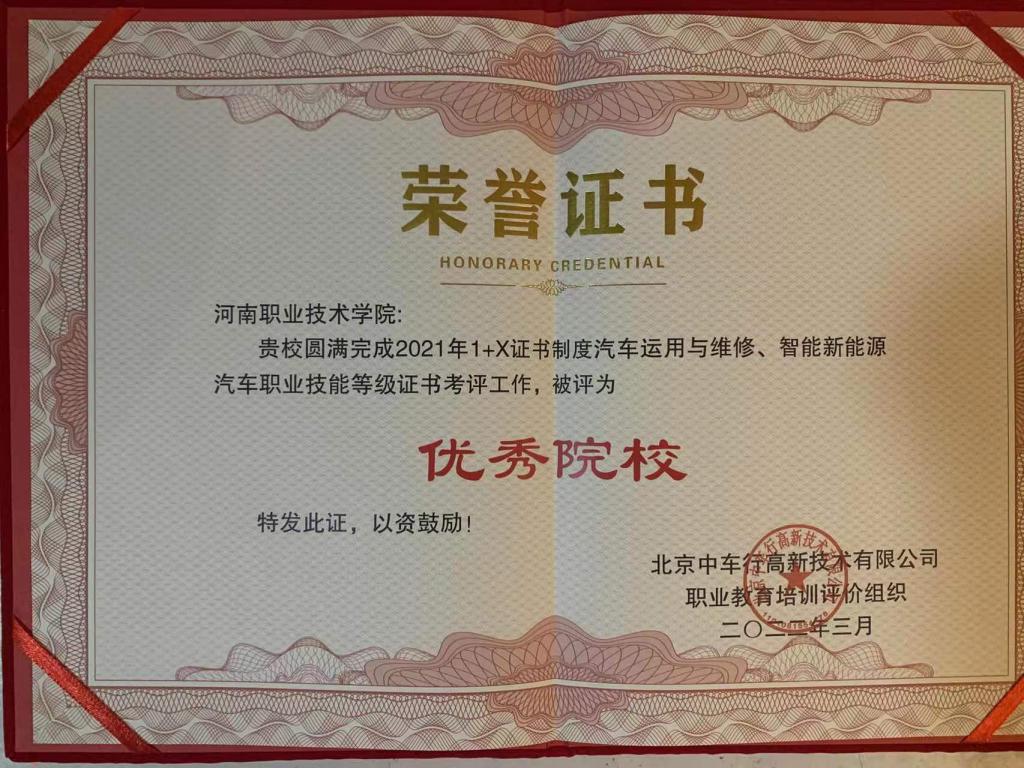 荣誉证书
HONORARY CREDENTIAL
河南职业技术学院:
贵校圆满完成2021年1+X证书制度汽车运用与维修、智能新能源
汽车职业技能等级证书考评工作，被评为
优秀院校
特发此证，以资鼓励！
北京中车行高新技术有限公司
职业教育培训评价组织
二〇二二年三月